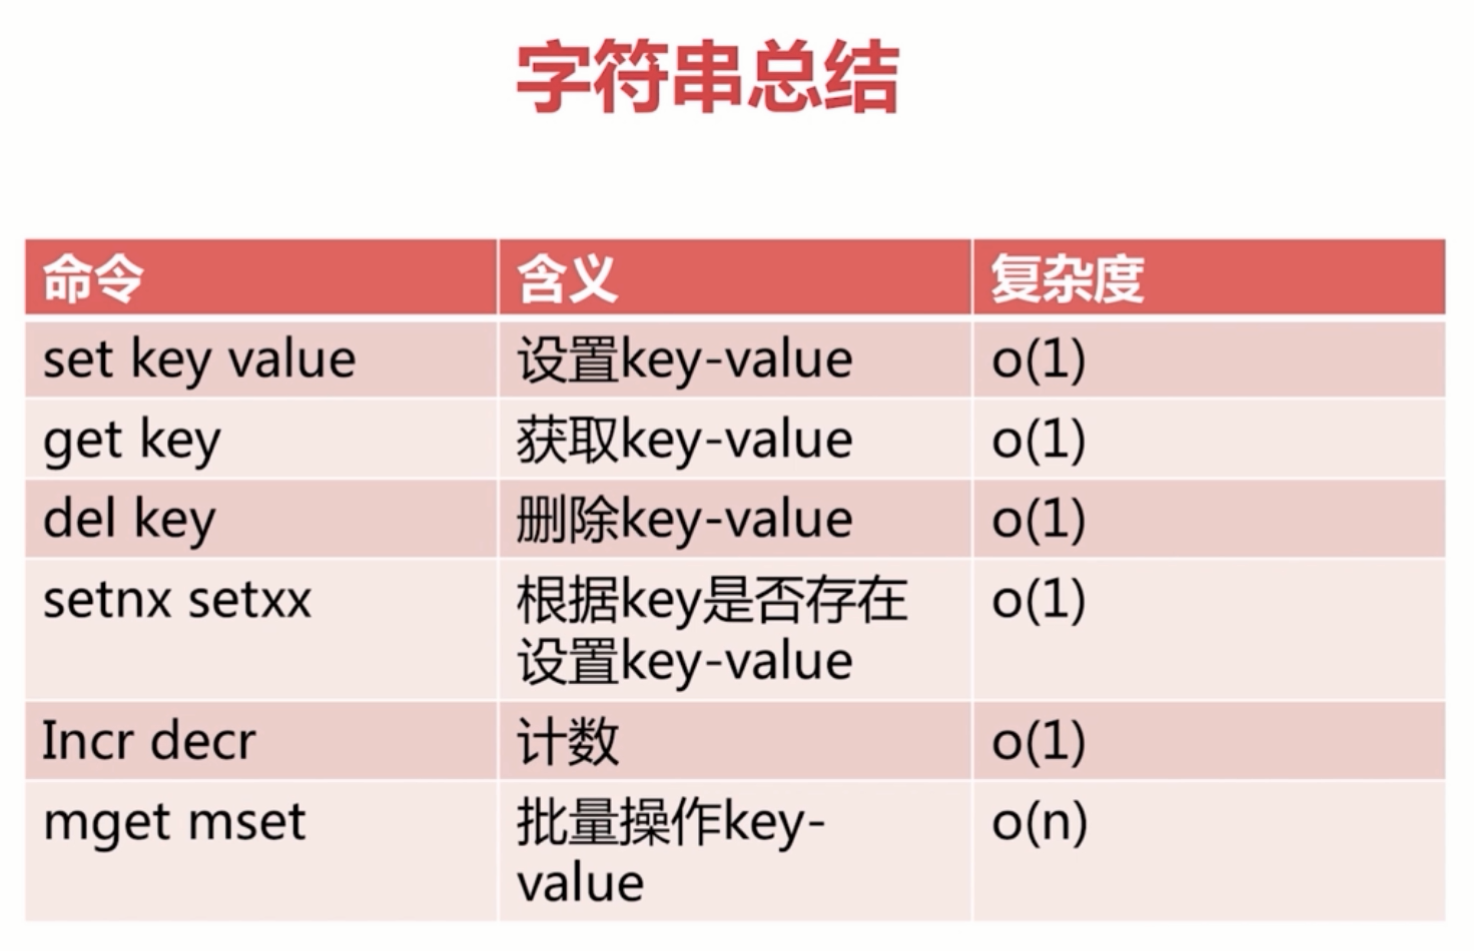 字符串总结
命令 含义 复杂度
set key value 设置key-value o(1)
get key 获取key-value o(1)
del key 删除key-value o(1)
setnx setxx 根据key是否存在 o(1)
设置key-value
Incr decr 计数 o(1)
mget mset 批量操作key- o(n)
value